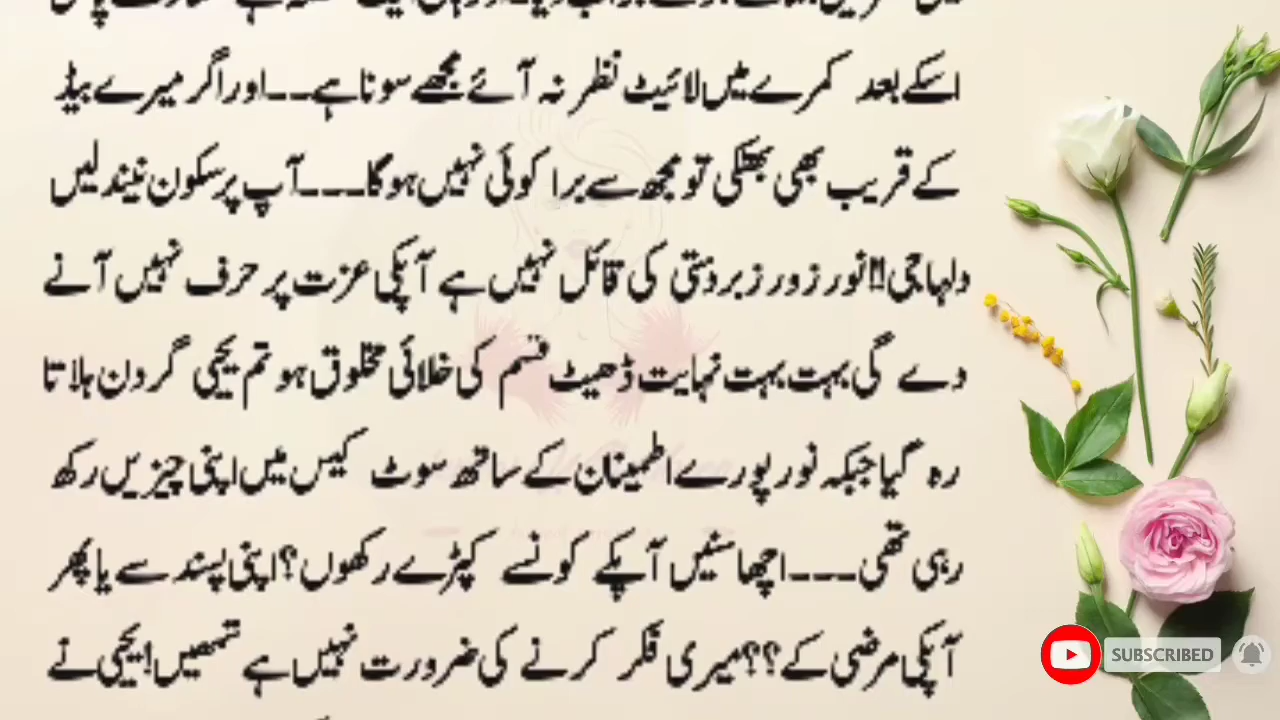 اسکے بعد کمرے میں لائیٹ نظر نہ آئے مجھے سونا ہے۔۔۔اور اگر میرے بیڈ
کے قریب بھی بھٹکی تو مجھ سے برا کوئی نہیں ہوگا۔۔۔۔آپ پرسکون نیند لیں
دلہا جی!!نور زور زبردستی کی قائل نہیں ہے آپکی عزت پر حرف نہیں آنے
دے گی بہت بہت نہایت ڈھیٹ قسم کی خلائی مخلوق ہو تم یحیی گردن ہلاتا
رہ گیا جبکہ نور پورے اطمینان کے ساتھ سوٹ کیس میں اپنی چیزیں رکھ
رہی تھی۔۔۔۔اچھا سنیں آپکے کونسے کپڑے رکھوں؟اپنی پسند سے یا پھر
آپکی مرضی کے؟؟میری فکر کرنے کی ضرورت نہیں ہے تمھیں!یحیی نے
SUBSCRIBED